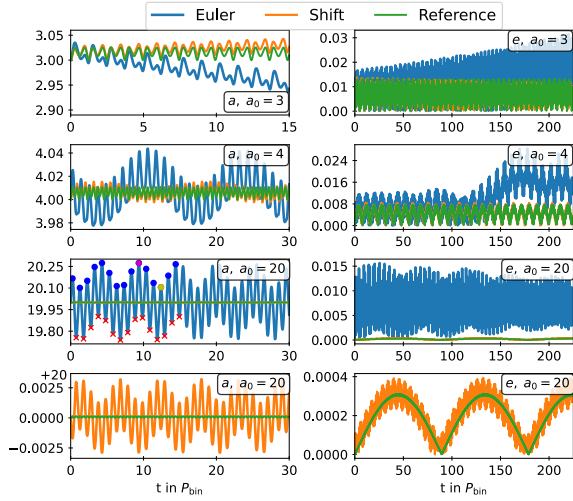 Euler Shift Reference
3.05
3.00
2.95
2.90
0 5 10 15
a, a₀ = 3
0.03
0.02
0.01
0.00
0 50 100 150 200
e, a₀ = 3
4.04
4.01
3.98
0 10 20 30
a, a₀ = 4
0.024
0.016
0.008
0.000
0 50 100 150 200
e, a₀ = 4
20.25
20.10
19.95
19.80
0 10 20 30
a, a₀ = 20
0.015
0.010
0.005
0.000
0 50 100 150 200
e, a₀ = 20
+20
0.0025
0.0000
−0.0025
0 10 20 30
a, a₀ = 20
t in P_bin
0.0004
0.0002
0.0000
0 50 100 150 200
e, a₀ = 20
t in P_bin